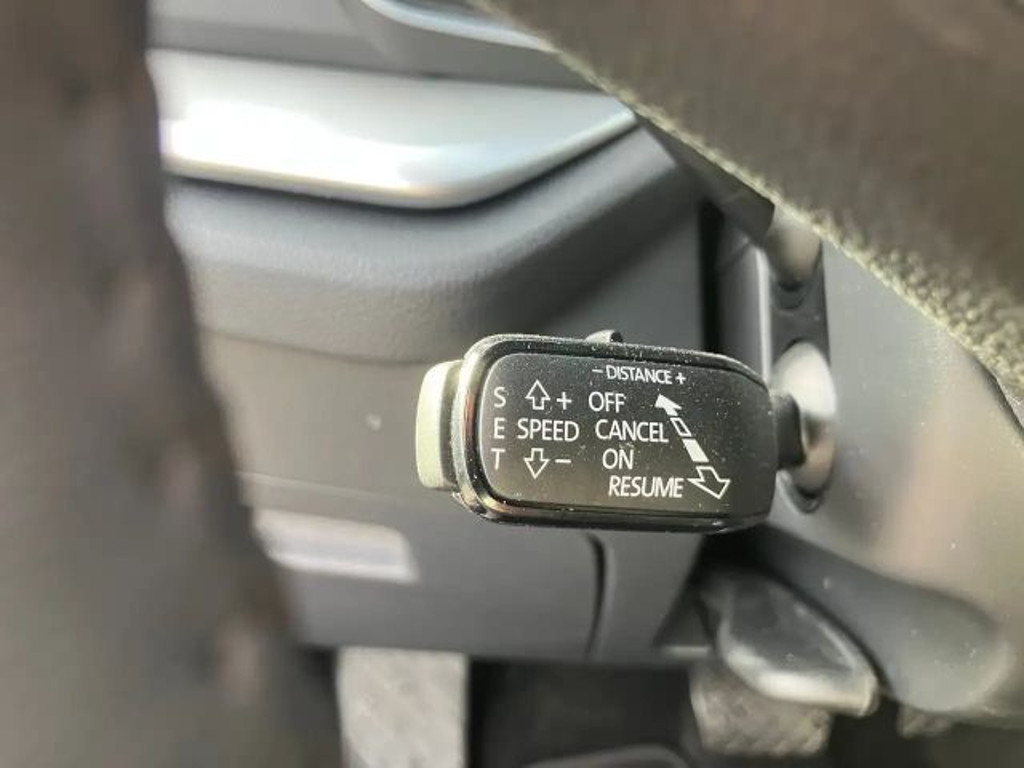 - DISTANCE +
S + OFF
E SPEED CANCEL
T - ON
RESUME